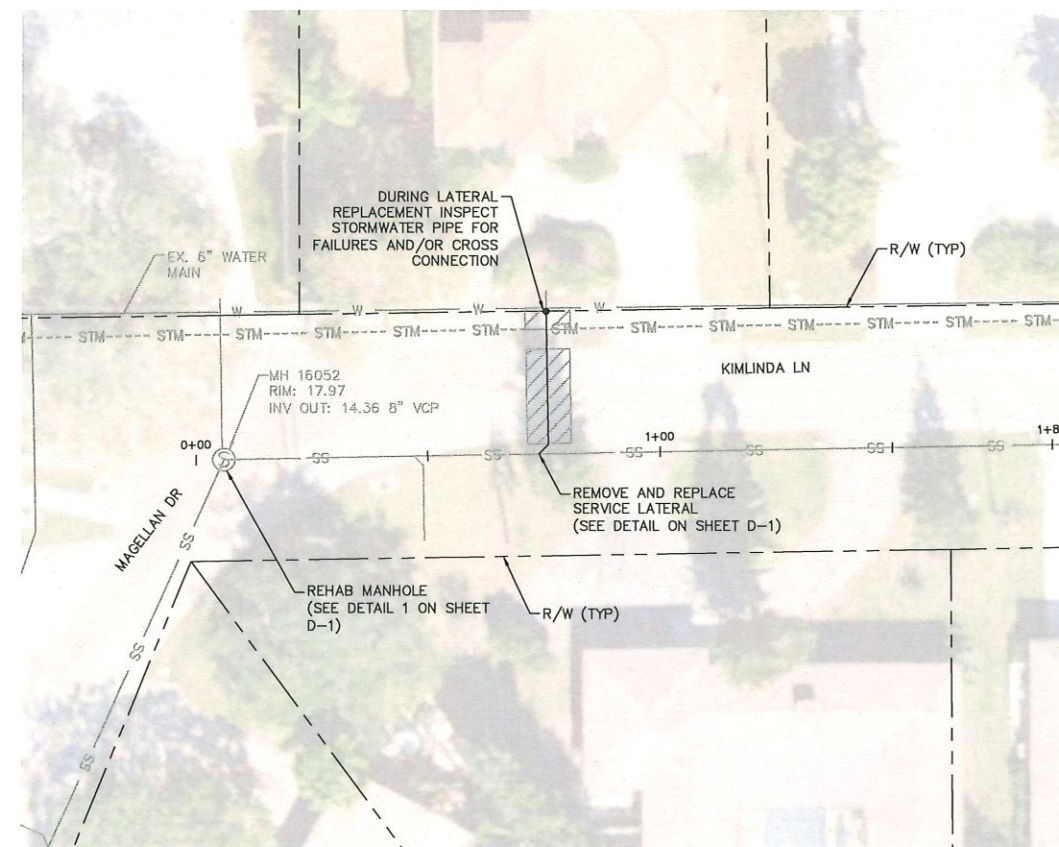 DURING LATERAL
REPLACEMENT INSPECT
STORMWATER PIPE FOR
FAILURES AND/OR CROSS
CONNECTION
EX. 6" WATER
MAIN
R/W (TYP)
W W W W
STM STM STM STM STM STM STM STM STM STM STM STM
KIMLINDA LN
MH 16052
RIM: 17.97
INV OUT: 14.36 8" VCP
0+00
1+00
1+8
S
SS SS SS SS SS
MAGELLAN DR
SS
SS
SS
REMOVE AND REPLACE
SERVICE LATERAL
(SEE DETAIL ON SHEET D-1)
REHAB MANHOLE
(SEE DETAIL 1 ON SHEET
D-1)
R/W (TYP)